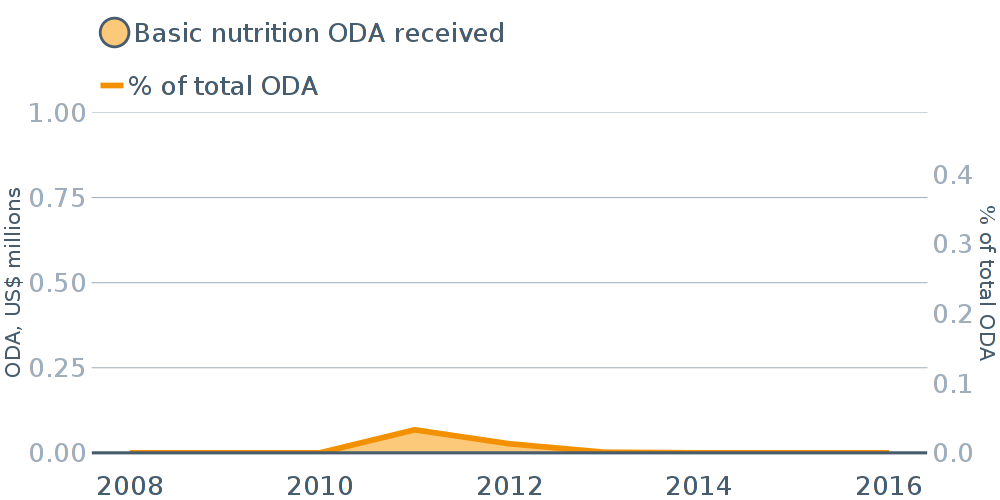 Basic nutrition ODA received
% of total ODA
1.00
0.75
0.50
0.25
0.00
ODA, US$ millions
0.4
0.3
0.2
0.1
0.0
% of total ODA
2008 2010 2012 2014 2016